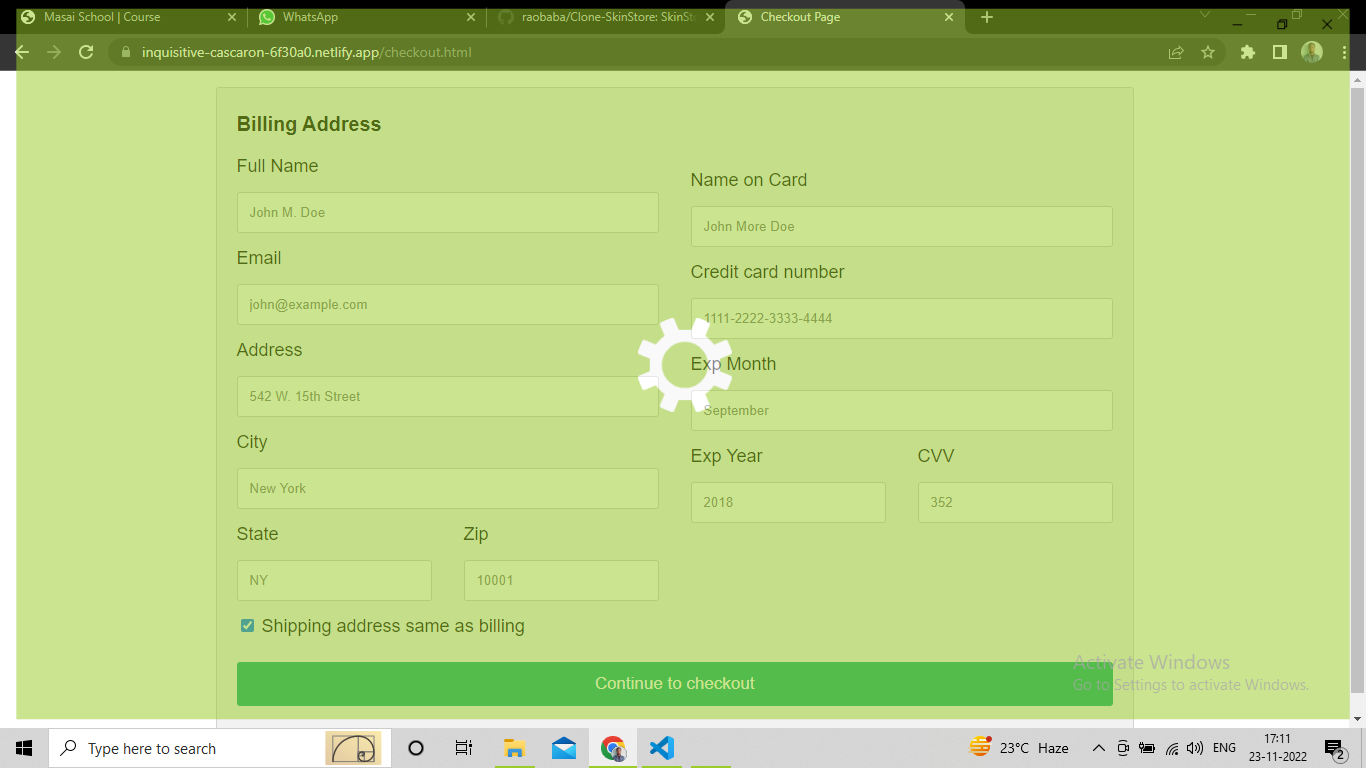 Masai School | Course
WhatsApp
raobaba/Clone-SkinStore: SkinSt
Checkout Page
inquisitive-cascaron-6f30a0.netlify.app/checkout.html
Billing Address
Full Name
John M. Doe
Email
john@example.com
Address
542 W. 15th Street
City
New York
State
Zip
NY
10001
Shipping address same as billing
Name on Card
John More Doe
Credit card number
1111-2222-3333-4444
Exp Month
September
Exp Year
CVV
2018
352
Continue to checkout
Activate Windows
Go to Settings to activate Windows.
Type here to search
23°C Haze
ENG
17:11
23-11-2022
2